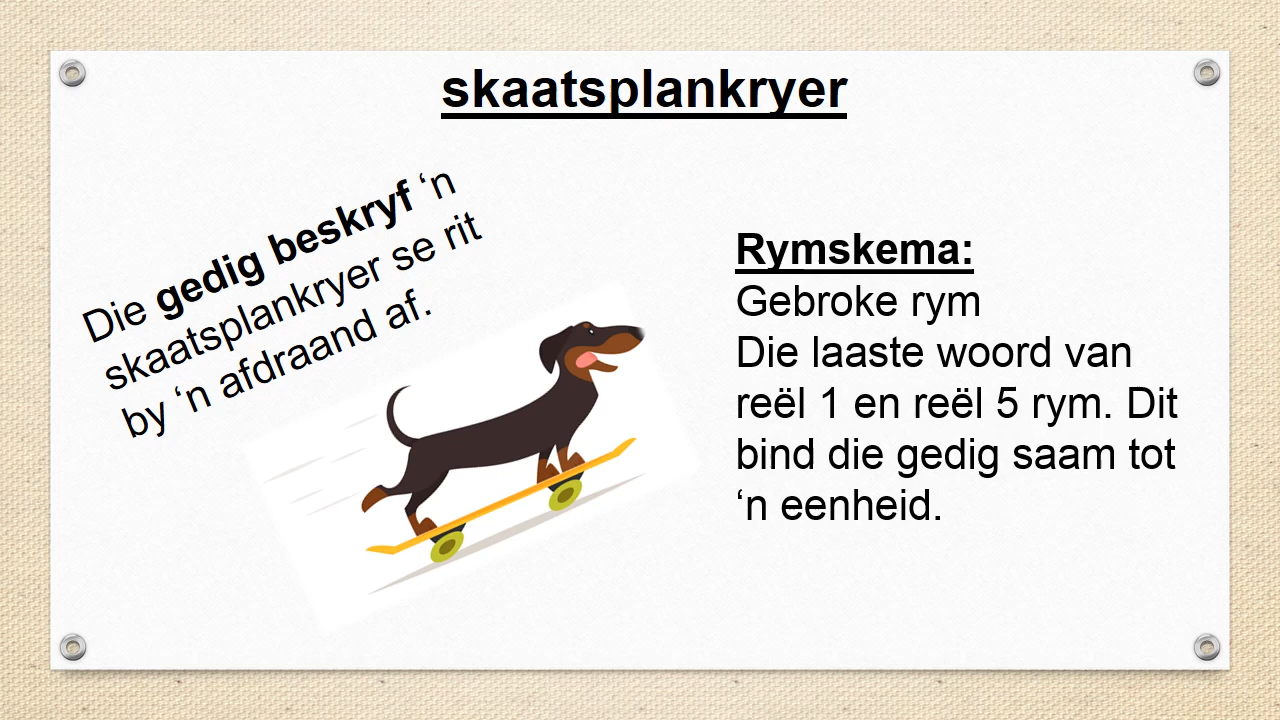 skaatsplankryer
Die gedig beskryf ‘n
skaatsplankryer se rit
by ‘n afdraand af.
Rymskema:
Gebroke rym
Die laaste woord van
reël 1 en reël 5 rym. Dit
bind die gedig saam tot
‘n eenheid.